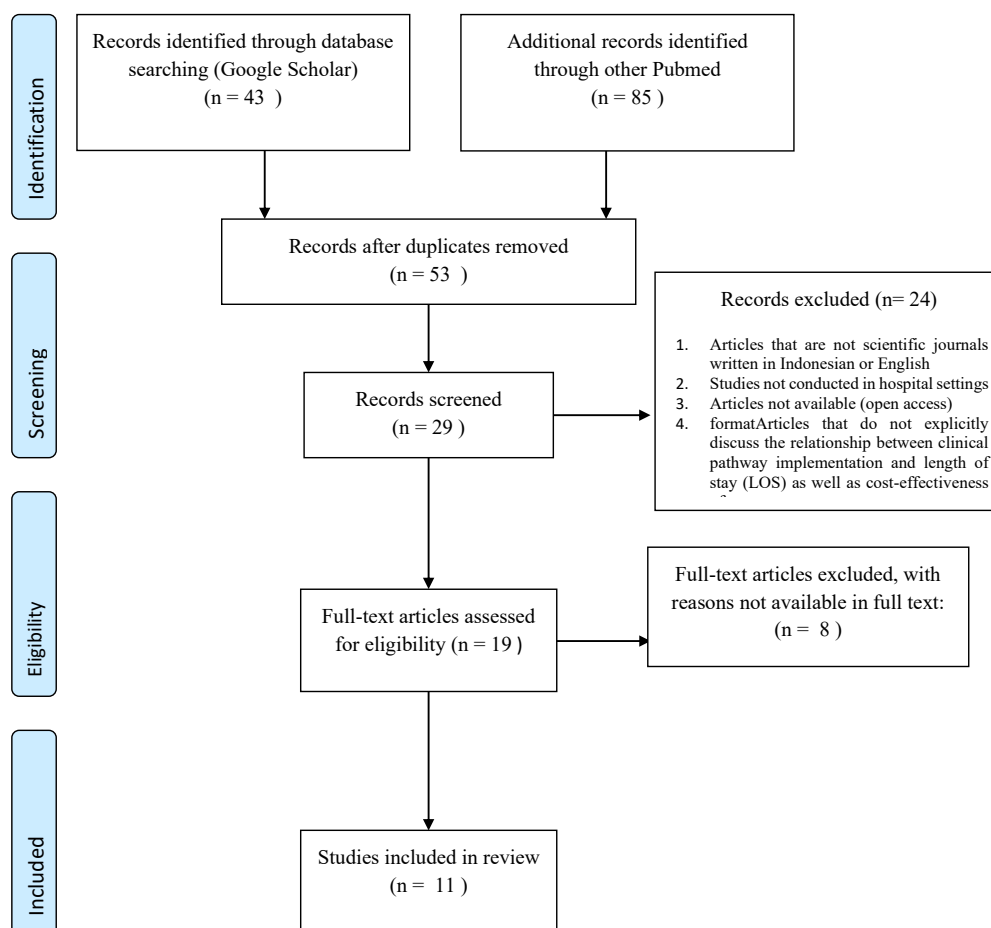 Identification
Records identified through database
searching (Google Scholar)
(n = 43 )
Additional records identified
through other Pubmed
(n = 85 )
Records after duplicates removed
(n = 53 )
Screening
Records screened
(n = 29 )
Records excluded (n= 24)
1. Articles that are not scientific journals
written in Indonesian or English
2. Studies not conducted in hospital settings
3. Articles not available (open access)
4. formatArticles that do not explicitly
discuss the relationship between clinical
pathway implementation and length of
stay (LOS) as well as cost-effectiveness
Eligibility
Full-text articles assessed
for eligibility (n = 19 )
Full-text articles excluded, with
reasons not available in full text:
(n = 8 )
Included
Studies included in review
(n = 11 )